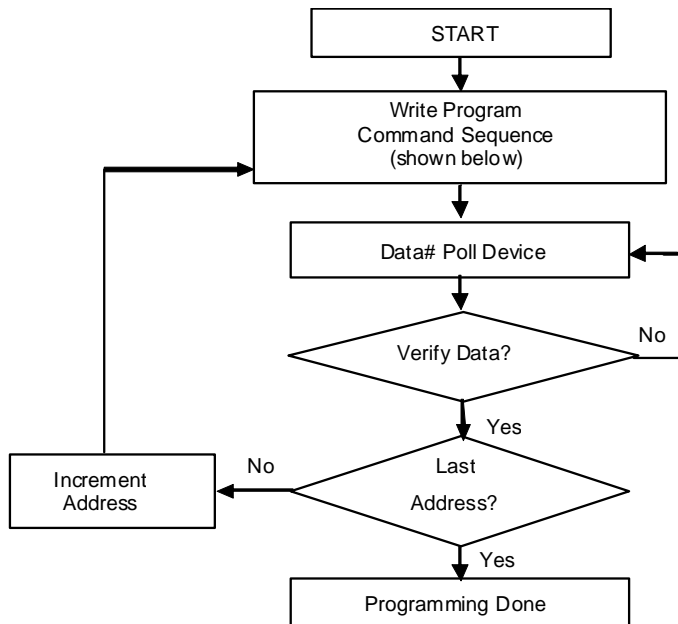 START
Write Program
Command Sequence
(shown below)
Data# Poll Device
Verify Data?
No
Yes
Last
Address?
No
Increment
Address
Yes
Programming Done